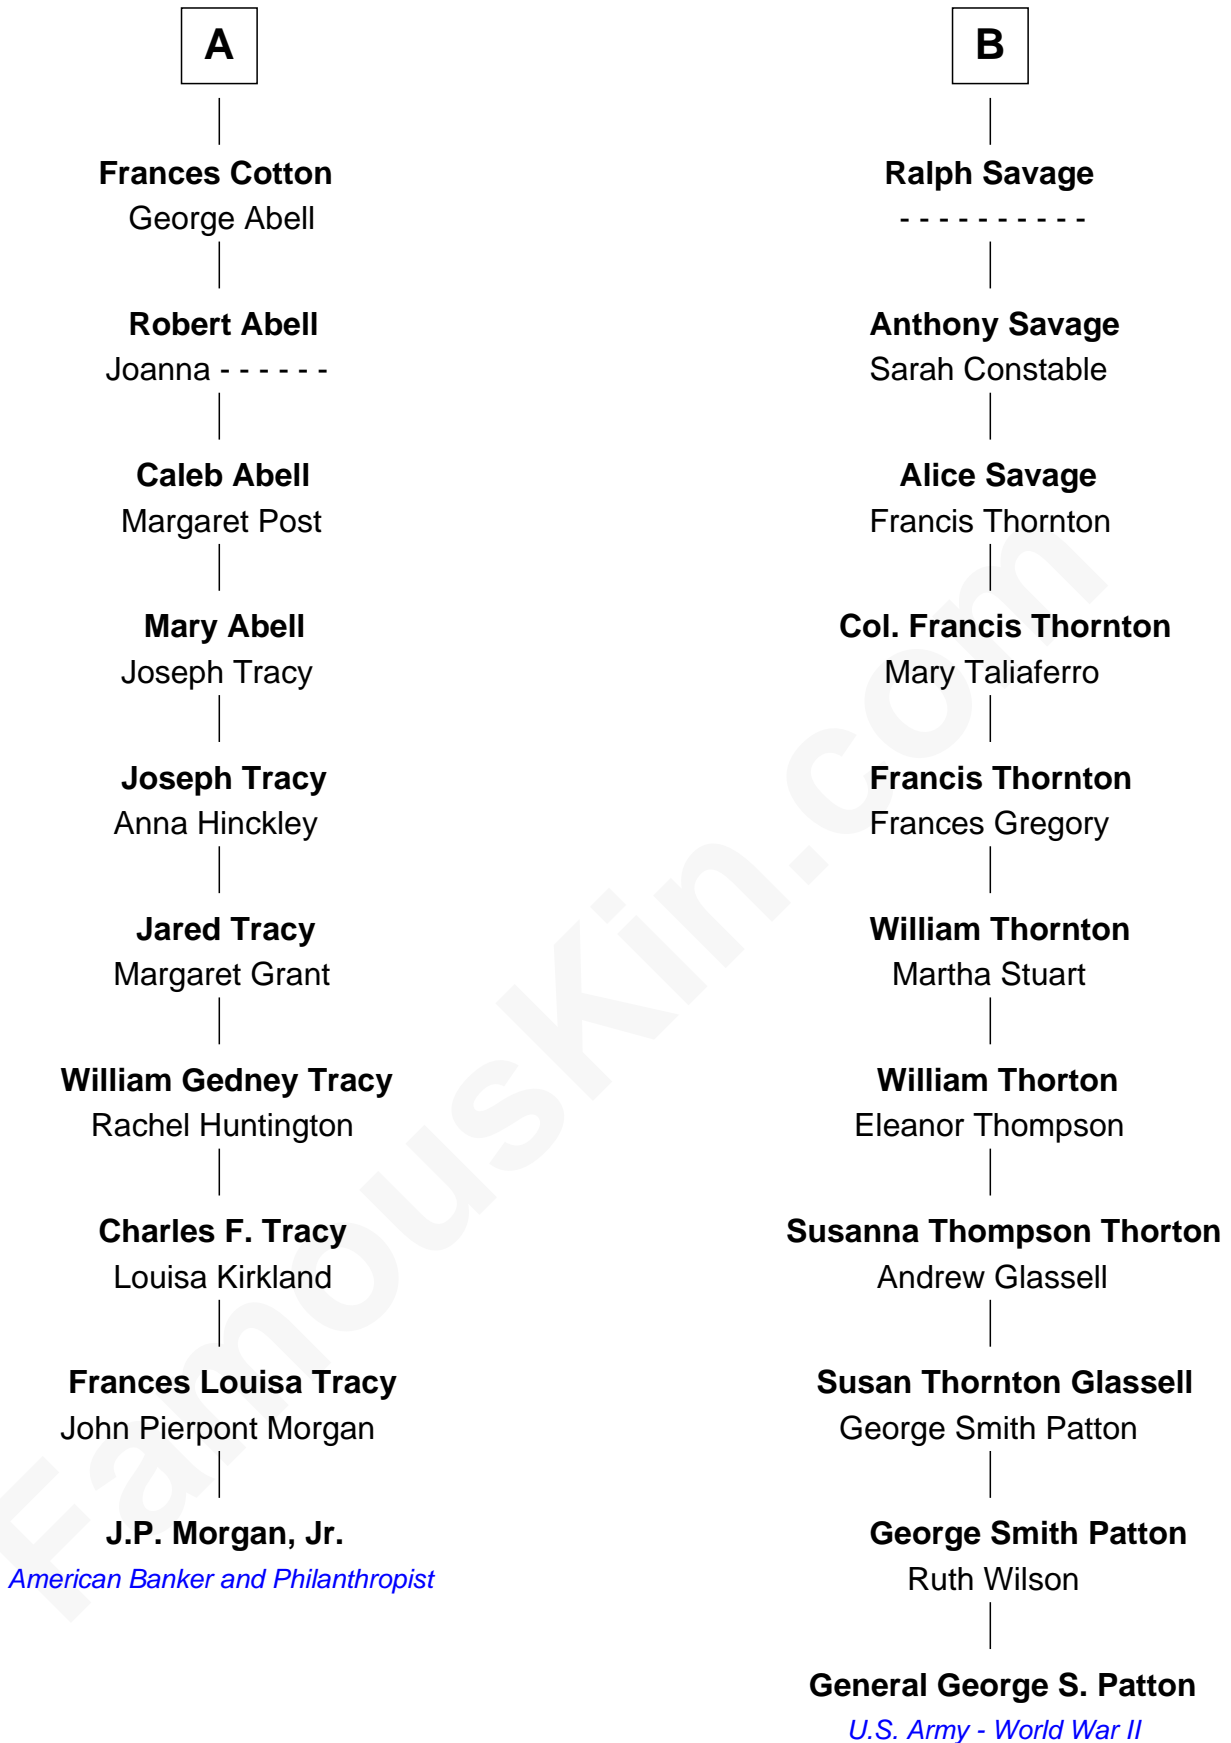 A
Frances Cotton
George Abell
Robert Abell
Joanna - - - - - -
Caleb Abell
Margaret Post
Mary Abell
Joseph Tracy
Joseph Tracy
Anna Hinckley
Jared Tracy
Margaret Grant
William Gedney Tracy
Rachel Huntington
Charles F. Tracy
Louisa Kirkland
Frances Louisa Tracy
John Pierpont Morgan
J.P. Morgan, Jr.
American Banker and Philanthropist
B
Ralph Savage
- - - - - - - - - -
Anthony Savage
Sarah Constable
Alice Savage
Francis Thornton
Col. Francis Thornton
Mary Taliaferro
Francis Thornton
Frances Gregory
William Thornton
Martha Stuart
William Thorton
Eleanor Thompson
Susanna Thompson Thorton
Andrew Glassell
Susan Thornton Glassell
George Smith Patton
George Smith Patton
Ruth Wilson
General George S. Patton
U.S. Army - World War II
FamousKin.com